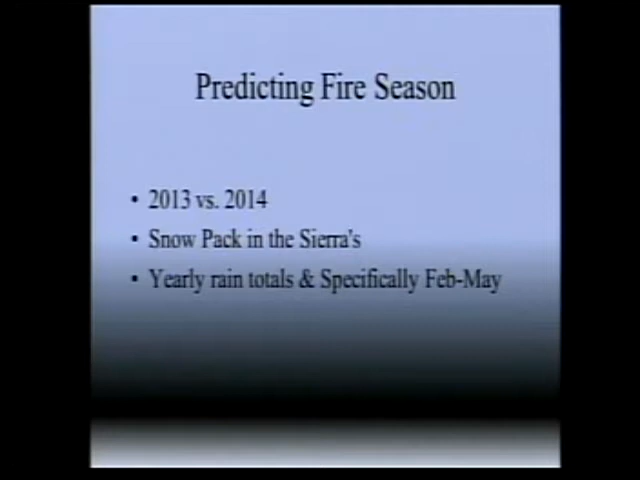 Predicting Fire Season
• 2013 vs. 2014
• Snow Pack in the Sierra's
• Yearly rain totals & Specifically Feb-May